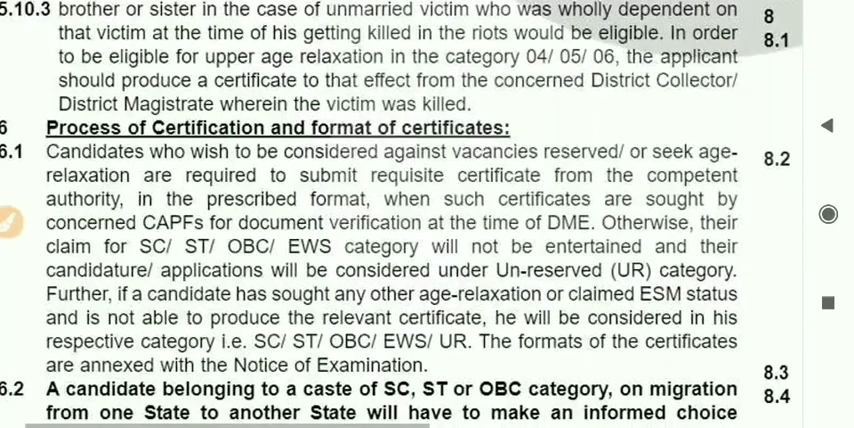 5.10.3 brother or sister in the case of unmarried victim who was wholly dependent on
that victim at the time of his getting killed in the riots would be eligible. In order
to be eligible for upper age relaxation in the category 04/ 05/ 06, the applicant
should produce a certificate to that effect from the concerned District Collector/
District Magistrate wherein the victim was killed.
6 Process of Certification and format of certificates:
6.1 Candidates who wish to be considered against vacancies reserved/ or seek age-
relaxation are required to submit requisite certificate from the competent
authority, in the prescribed format, when such certificates are sought by
concerned CAPFs for document verification at the time of DME. Otherwise, their
claim for SC/ ST/ OBC/ EWS category will not be entertained and their
candidature/ applications will be considered under Un-reserved (UR) category.
Further, if a candidate has sought any other age-relaxation or claimed ESM status
and is not able to produce the relevant certificate, he will be considered in his
respective category i.e. SC/ ST/ OBC/ EWS/ UR. The formats of the certificates
are annexed with the Notice of Examination.
6.2 A candidate belonging to a caste of SC, ST or OBC category, on migration
from one State to another State will have to make an informed choice
8
8.1
8.2
8.3
8.4